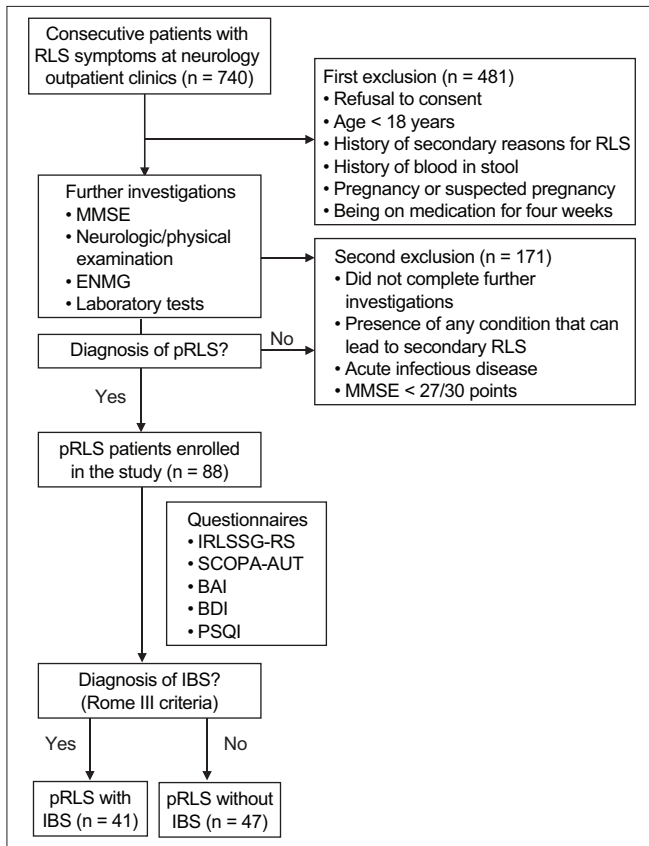 Consecutive patients with
RLS symptoms at neurology
outpatient clinics (n = 740)
First exclusion (n = 481)
• Refusal to consent
• Age < 18 years
• History of secondary reasons for RLS
• History of blood in stool
• Pregnancy or suspected pregnancy
• Being on medication for four weeks
Further investigations
• MMSE
• Neurologic/physical
examination
• ENMG
• Laboratory tests
Second exclusion (n = 171)
• Did not complete further
investigations
• Presence of any condition that can
lead to secondary RLS
• Acute infectious disease
• MMSE < 27/30 points
Diagnosis of pRLS?
No
Yes
pRLS patients enrolled
in the study (n = 88)
Questionnaires
• IRLSSG-RS
• SCOPA-AUT
• BAI
• BDI
• PSQI
Diagnosis of IBS?
(Rome III criteria)
Yes
No
pRLS with
IBS (n = 41)
pRLS without
IBS (n = 47)